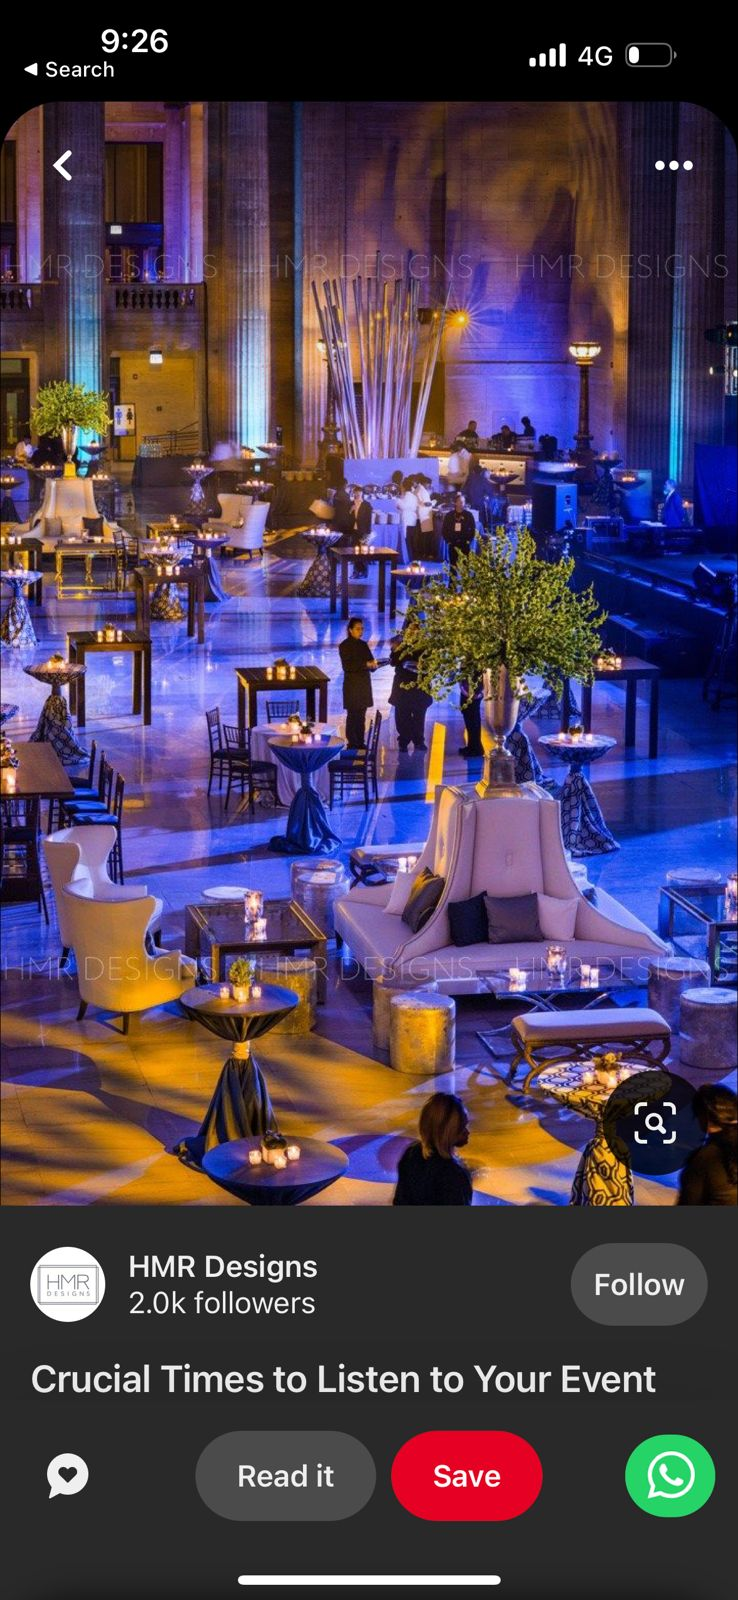 9:26
Search
4G
HMR DESIGNS HMR DESIGNS HMR DESIGNS
HMR DESIGNS HMR DESIGNS HMR DESIGNS
HMR
DESIGNS
HMR Designs
2.0k followers
Follow
Crucial Times to Listen to Your Event
Read it
Save